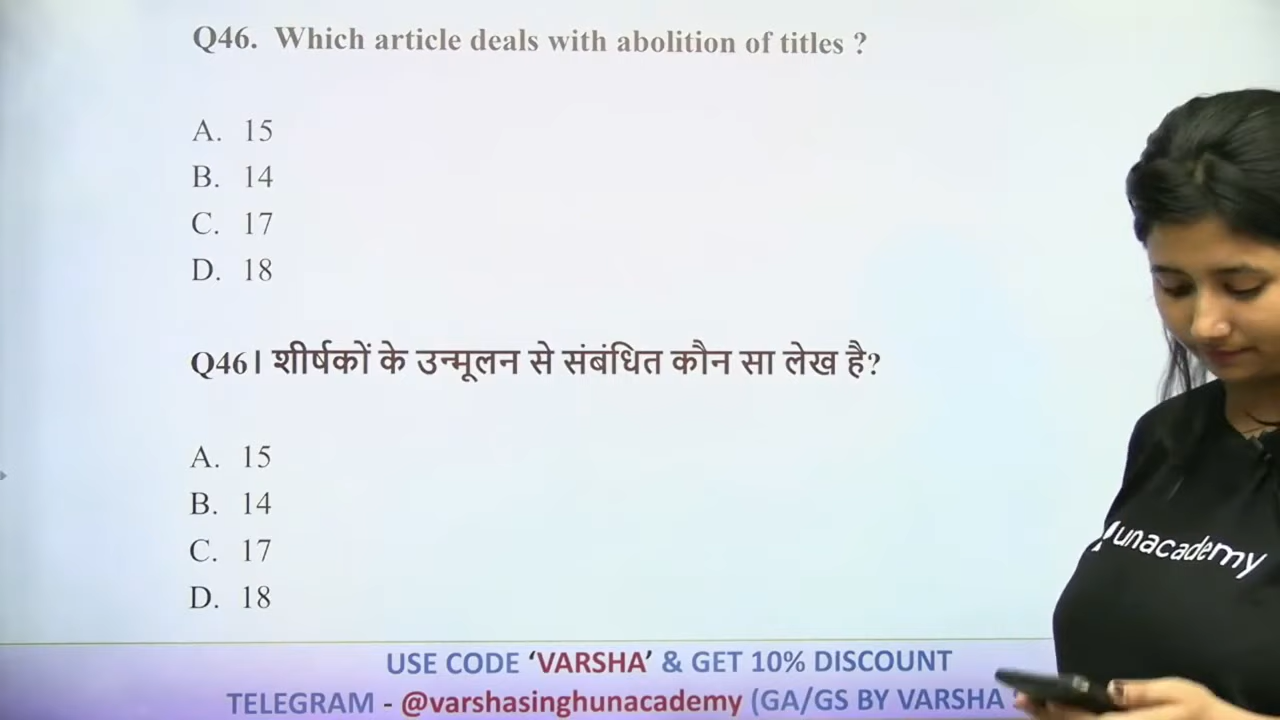 Q46. Which article deals with abolition of titles ?
A. 15
B. 14
C. 17
D. 18
Q46। शीर्षकों के उन्मूलन से संबंधित कौन सा लेख है?
A. 15
B. 14
C. 17
D. 18
unacademy
USE CODE ‘VARSHA’ & GET 10% DISCOUNT
TELEGRAM - @varshasinghunacademy (GA/GS BY VARSHA